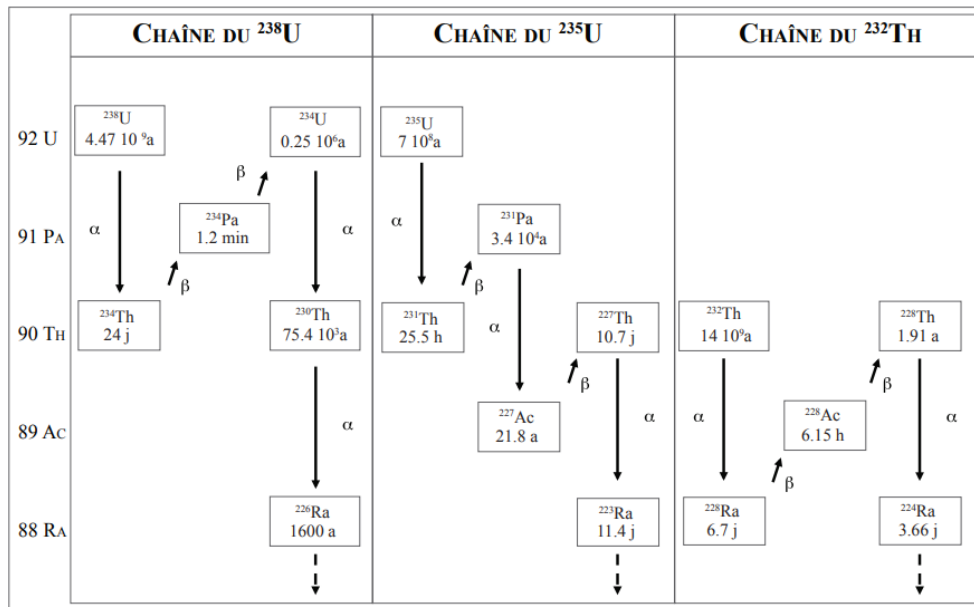 CHAÎNE DU ²³⁸U
CHAÎNE DU ²³⁵U
CHAÎNE DU ²³²TH
92 U
²³⁸U
4.47 10 ⁹a
²³⁴U
0.25 10⁶a
²³⁵U
7 10⁸a
β
91 PA
α
²³⁴Pa
1.2 min
α
α
²³¹Pa
3.4 10⁴a
β
β
90 TH
²³⁴Th
24 j
²³⁰Th
75.4 10³a
²³¹Th
25.5 h
α
²²⁷Th
10.7 j
²³²Th
14 10⁹a
²²⁸Th
1.91 a
β
β
89 AC
α
²²⁷Ac
21.8 a
α
α
²²⁸Ac
6.15 h
α
β
88 RA
²²⁶Ra
1600 a
²²³Ra
11.4 j
²²⁸Ra
6.7 j
²²⁴Ra
3.66 j